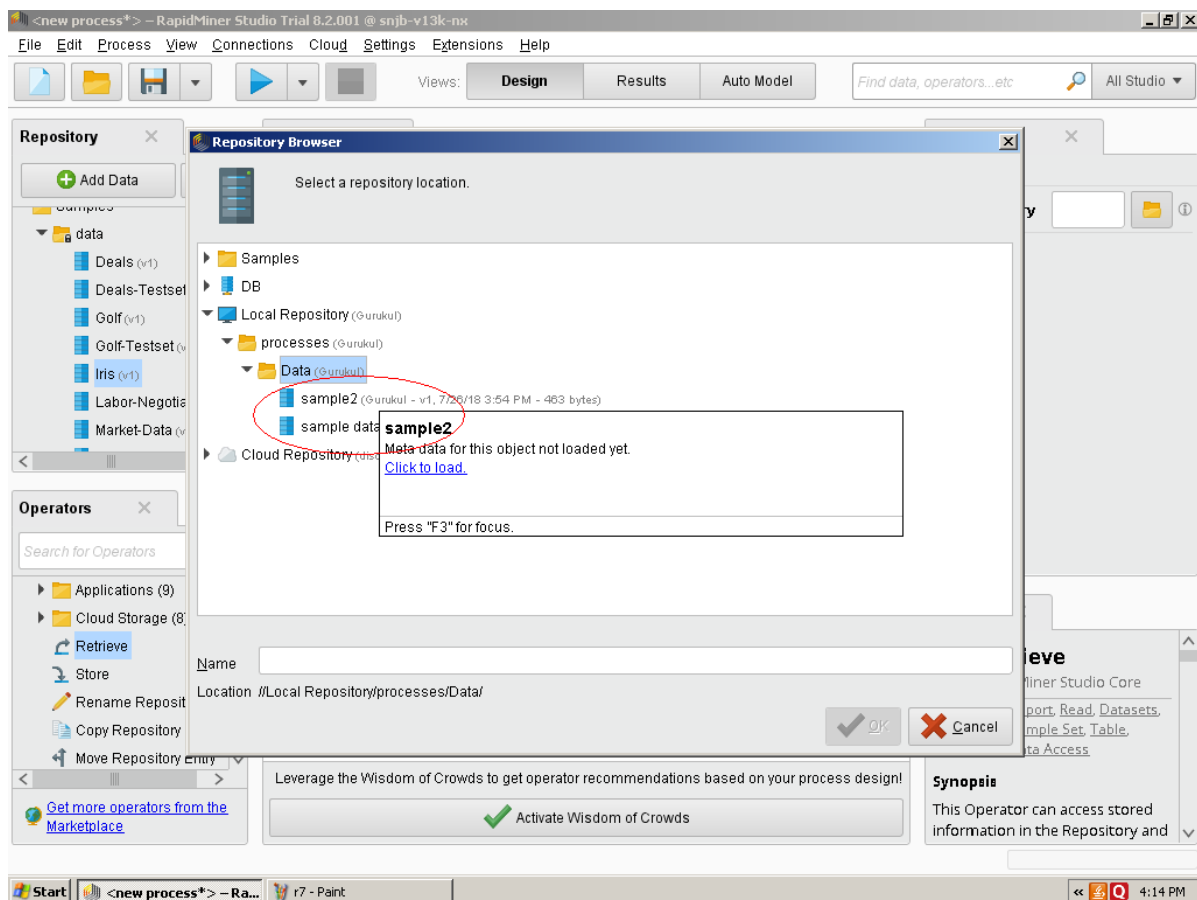 <new process*> – RapidMiner Studio Trial 8.2.001 @ snjb-v13k-nx
File Edit Process View Connections Cloud Settings Extensions Help
Views: Design Results Auto Model Find data, operators...etc All Studio
Repository
Add Data
Repository Browser
Select a repository location.
data
Deals (v1)
Deals-Testset
Golf (v1)
Golf-Testset
Iris (v1)
Labor-Negotia
Market-Data
Samples
DB
Local Repository (Gurukul)
processes (Gurukul)
Data (Gurukul)
sample2 (Gurukul - v1, 7/26/18 3:54 PM - 463 bytes)
sample data
Cloud Repository
sample2
Meta data for this object not loaded yet.
Click to load.
Press "F3" for focus.
Name
Location //Local Repository/processes/Data/
OK Cancel
Operators
Search for Operators
Applications (9)
Cloud Storage (8)
Retrieve
Store
Rename Reposit
Copy Repository
Move Repository Entry
Get more operators from the
Marketplace
Leverage the Wisdom of Crowds to get operator recommendations based on your process design!
Activate Wisdom of Crowds
ieve
Miner Studio Core
port, Read, Datasets,
mple Set, Table,
ta Access
Synopsis
This Operator can access stored
information in the Repository and
Start <new process*> – Ra... r7 - Paint 4:14 PM